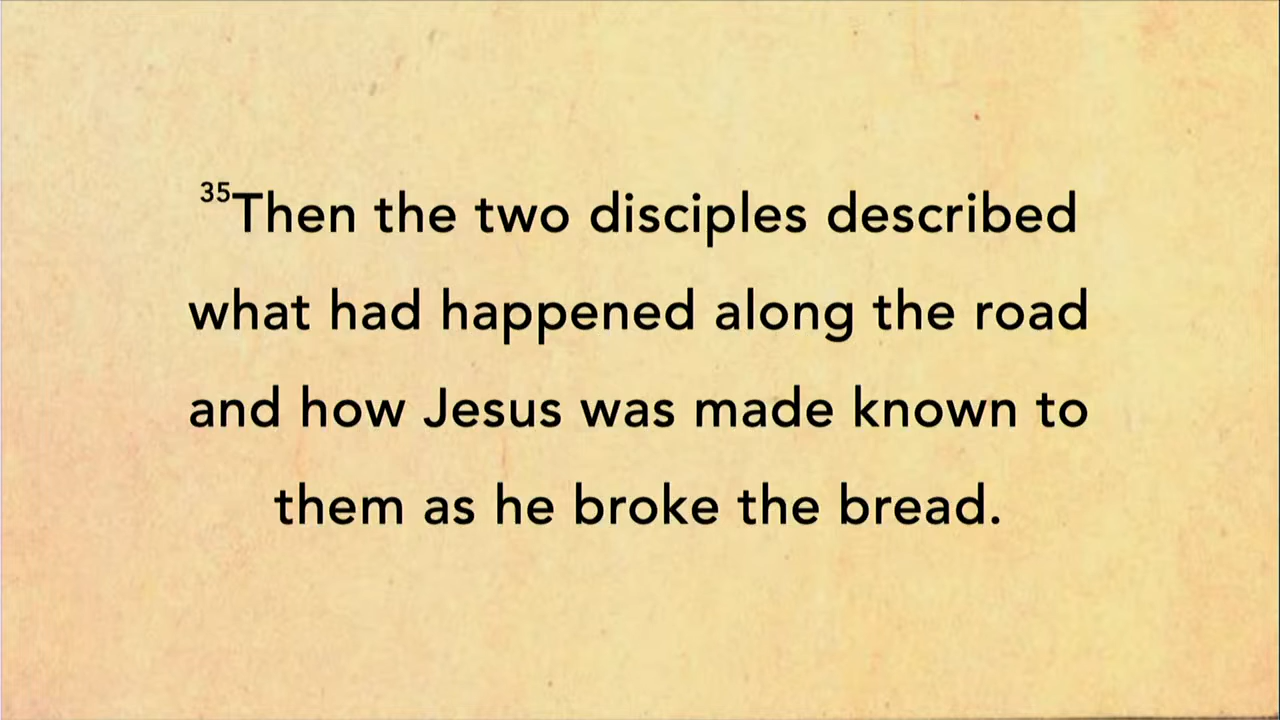 ³⁵Then the two disciples described
what had happened along the road
and how Jesus was made known to
them as he broke the bread.